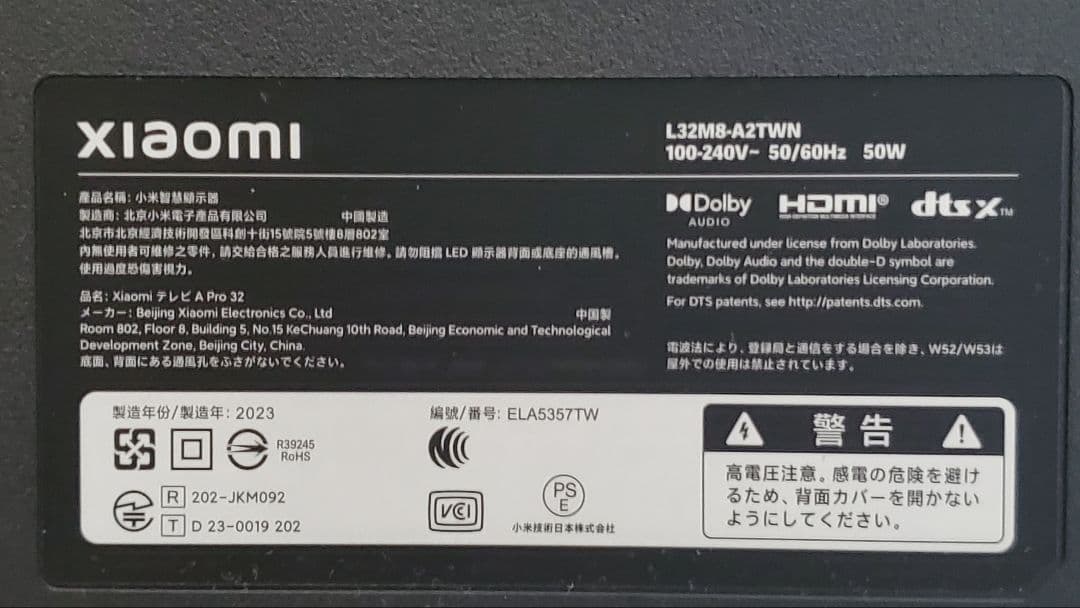 xiaomi
L32M8-A2TWN
100-240V~ 50/60Hz 50W
產品名稱: 小米智慧顯示器
製造商: 北京小米電子產品有限公司 中國製造
北京市北京經濟技術開發區科創十街15號院5號樓8層802室
內無使用者可維修之零件, 請交給合格之服務人員進行維修。請勿阻擋 LED 顯示器背面或底座的通風槽。
使用過度恐傷害視力。
品名: Xiaomi テレビ A Pro 32
メーカー: Beijing Xiaomi Electronics Co., Ltd 中国製
Room 802, Floor 8, Building 5, No.15 KeChuang 10th Road, Beijing Economic and Technological
Development Zone, Beijing City, China.
底面、背面にある通風孔をふさがないでください。
Dolby HDMI® dts X™
AUDIO HIGH-DEFINITION MULTIMEDIA INTERFACE
Manufactured under license from Dolby Laboratories.
Dolby, Dolby Audio and the double-D symbol are
trademarks of Dolby Laboratories Licensing Corporation.
For DTS patents, see http://patents.dts.com.
電波法により、登録局と通信をする場合を除き、W52/W53は
屋外での使用は禁止されています。
製造年份/製造年: 2023
R39245
RoHS
R 202-JKM092
T D 23-0019 202
編號/番号: ELA5357TW
VCCI
PS
E
小米技術日本株式会社
警告
高電圧注意。感電の危険を避け
るため、背面カバーを開かない
ようにしてください。